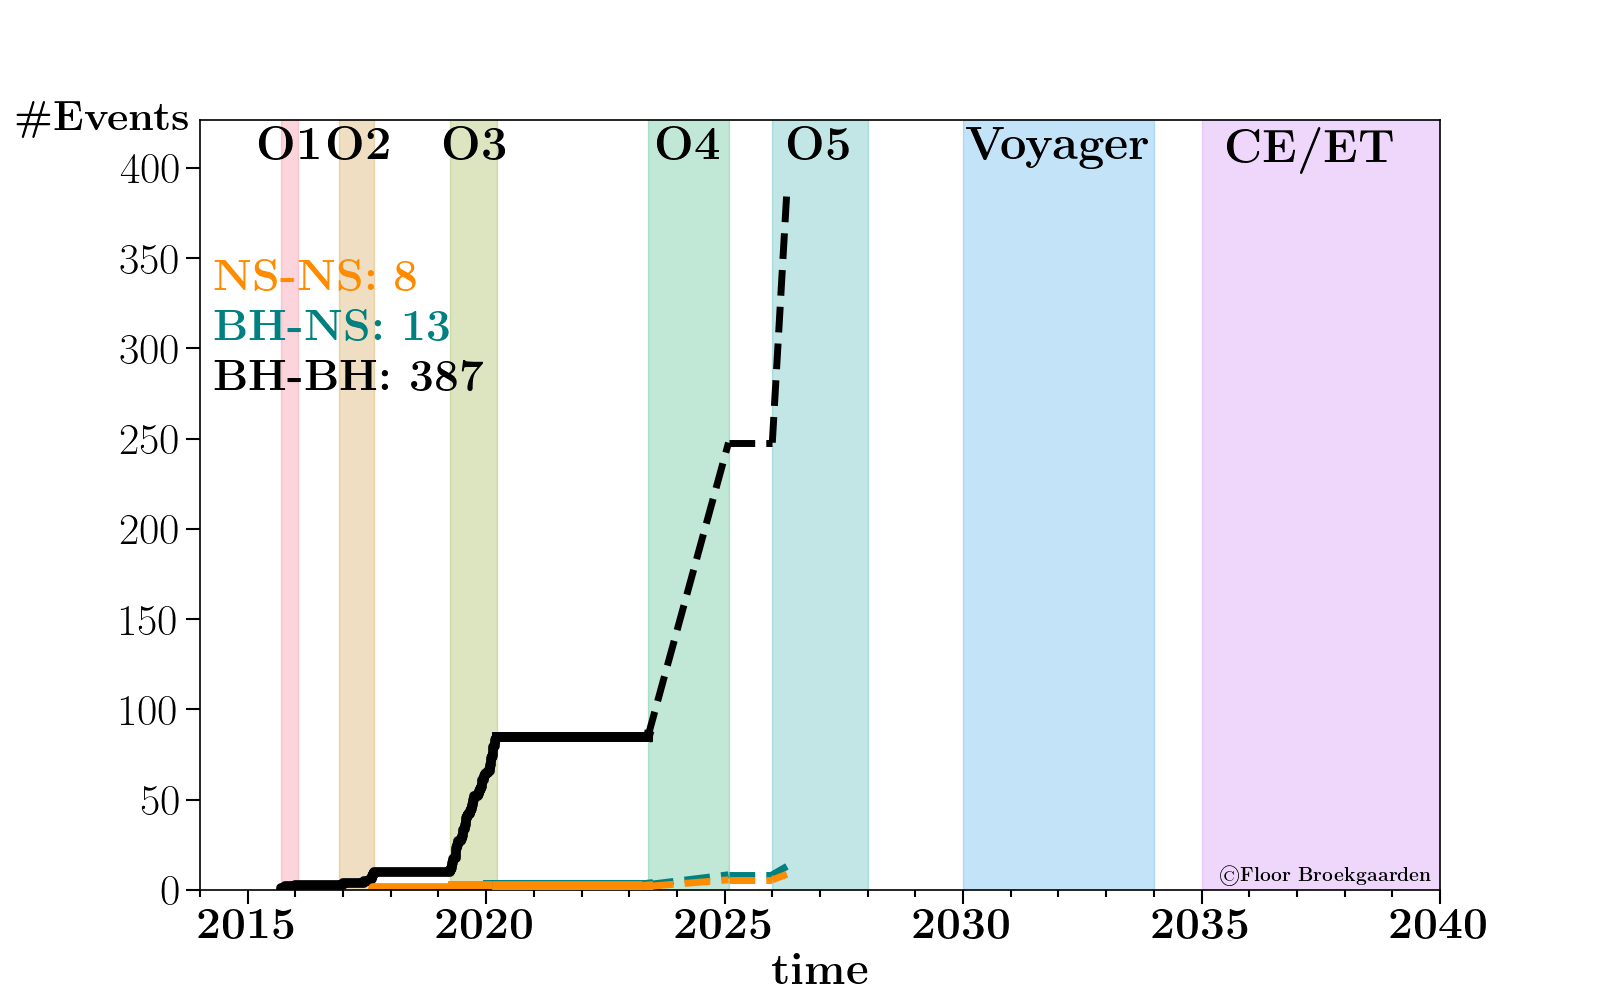 #Events
O1 O2 O3 O4 O5 Voyager CE/ET
400
350
NS-NS: 8
BH-NS: 13
300
BH-BH: 387
250
200
150
100
50
0
©Floor Broekgaarden
2015 2020 2025 2030 2035 2040
time